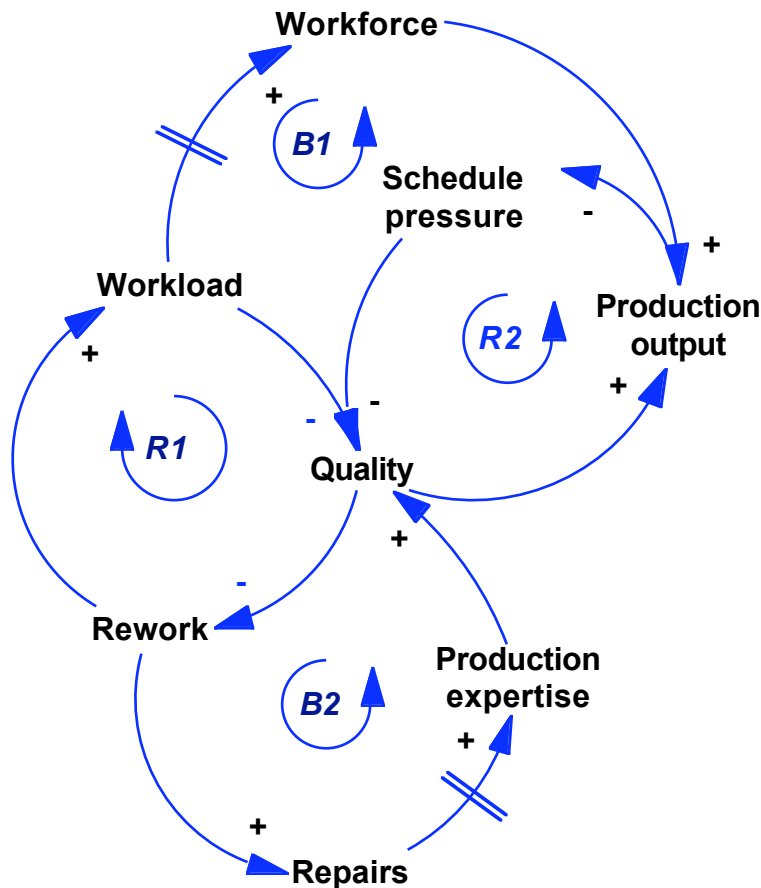 Workforce
+
B1
Schedule
pressure
-
+
Workload
Production
output
+
R2
+
-
-
R1
Quality
+
-
Rework
Production
expertise
B2
+
+
Repairs